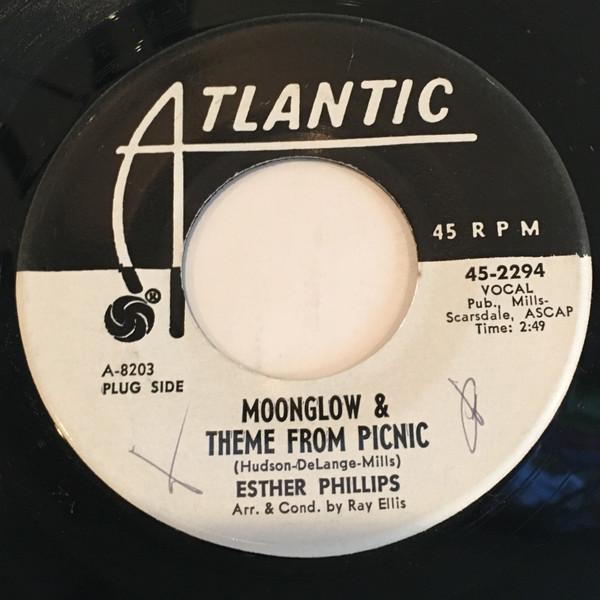 ATLANTIC
45 RPM
®
45-2294
VOCAL
Pub., Mills-
Scarsdale, ASCAP
Time: 2:49
A-8203
PLUG SIDE
MOONGLOW &
THEME FROM PICNIC
(Hudson-DeLange-Mills)
ESTHER PHILLIPS
Arr. & Cond. by Ray Ellis